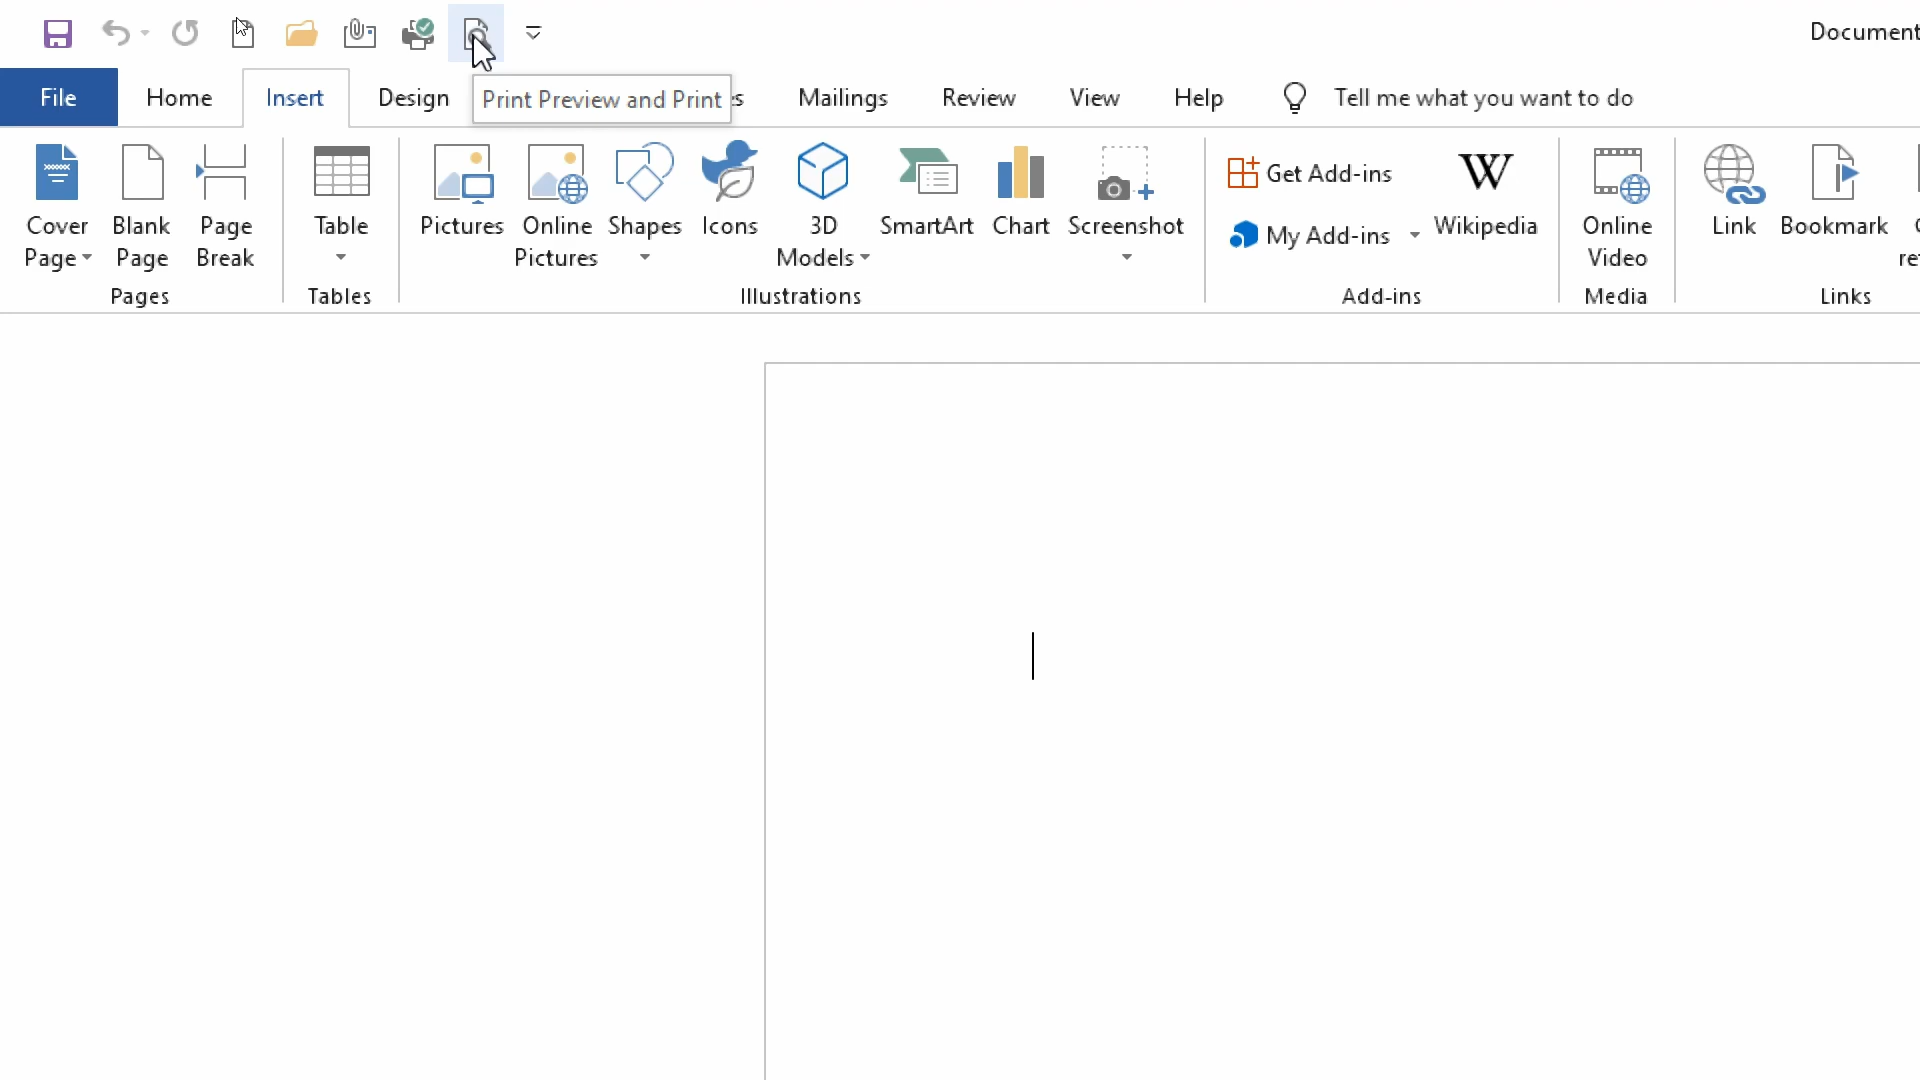 Document
File Home Insert Design Print Preview and Print s Mailings Review View Help Tell me what you want to do
Cover Page
Blank Page
Page Break
Table
Pictures
Online Pictures
Shapes
Icons
3D Models
SmartArt
Chart
Screenshot
Get Add-ins
My Add-ins
W
Wikipedia
Online Video
Link
Bookmark
Pages Tables Illustrations Add-ins Media Links